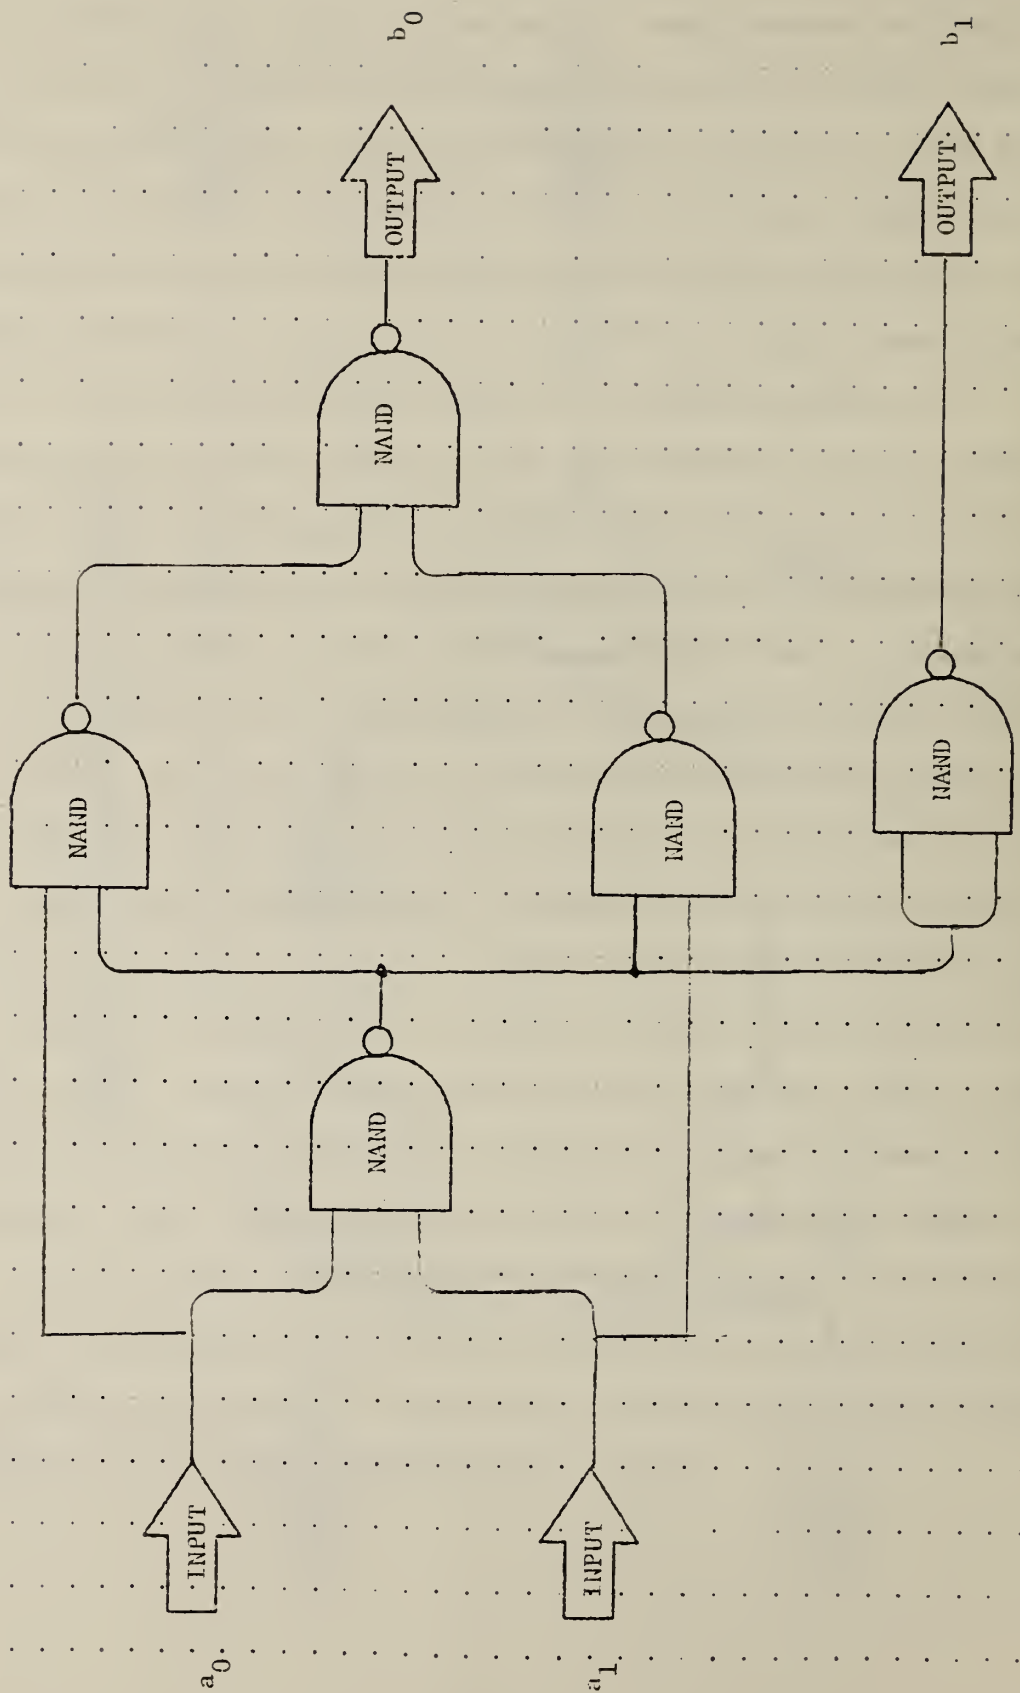 a0
INPUT
NAND
NAND
NAND
OUTPUT
b0
a1
INPUT
NAND
NAND
OUTPUT
b1